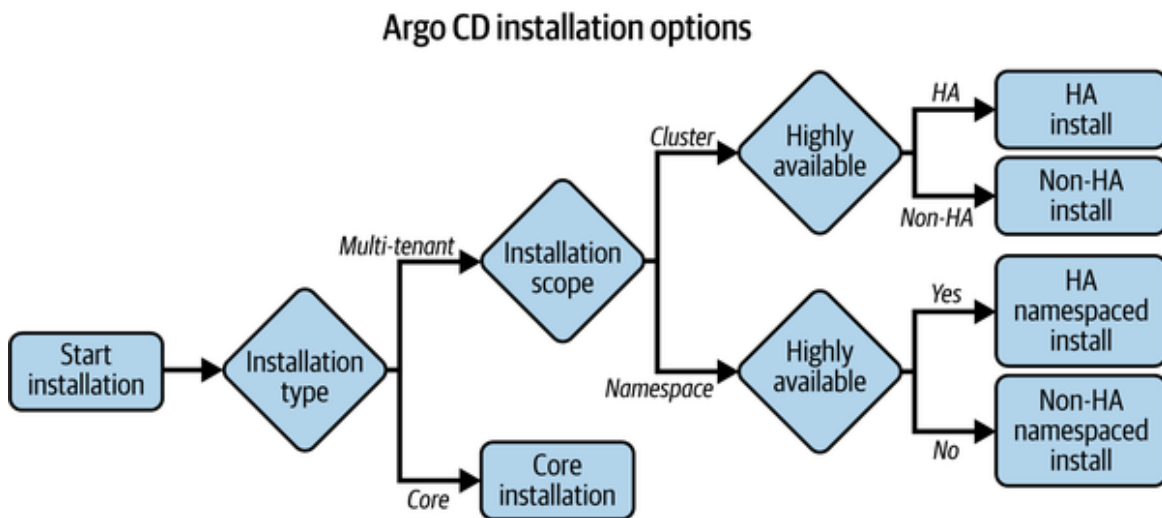 Argo CD installation options
Start
installation
Installation
type
Multi-tenant
Core
Installation
scope
Core
installation
Cluster
Namespace
Highly
available
Highly
available
HA
Non-HA
Yes
No
HA
install
Non-HA
install
HA
namespaced
install
Non-HA
namespaced
install